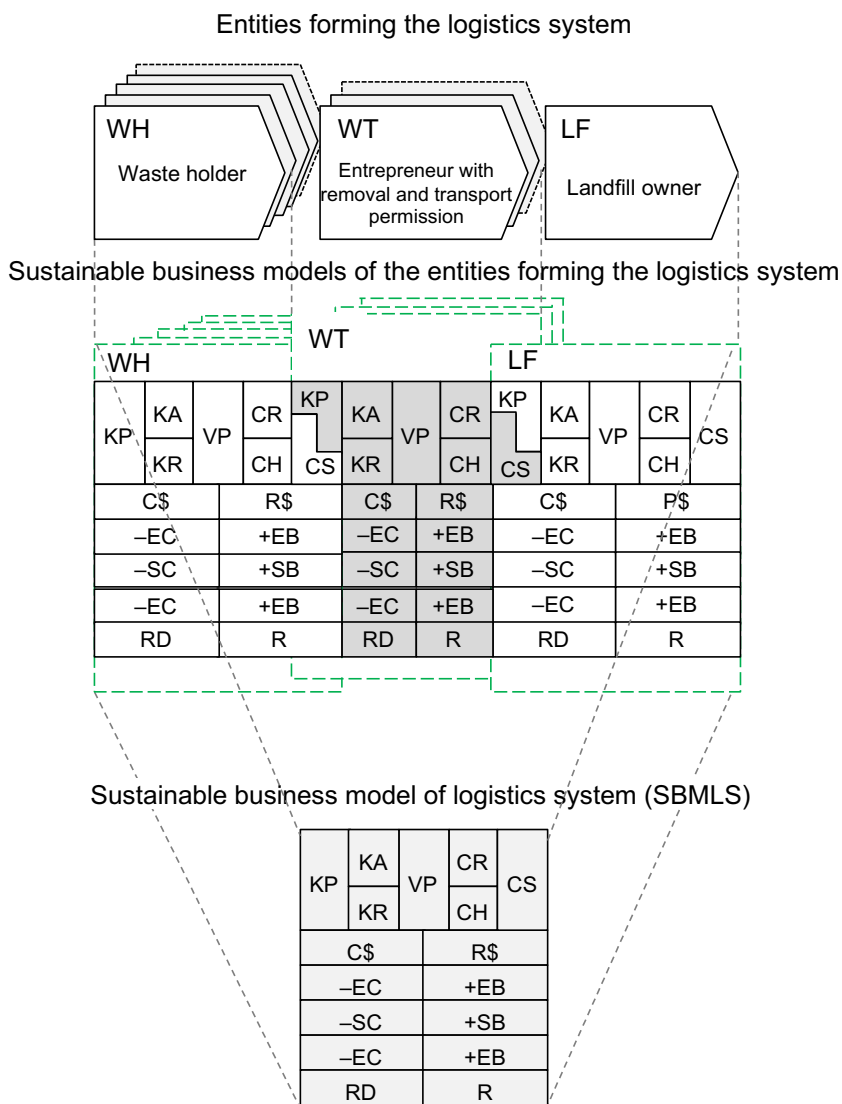 Entities forming the logistics system
WH
WT
LF
Waste holder
Entrepreneur with
removal and transport
permission
Landfill owner
Sustainable business models of the entities forming the logistics system
WT
WH
LF
KP
KA
KR
VP
CR
CH
KP
CS
KA
KR
VP
CR
CH
KP
CS
KA
KR
VP
CR
CH
CS
C$ R$ C$ R$ C$ P$
–EC +EB –EC +EB –EC +EB
–SC +SB –SC +SB –SC +SB
–EC +EB –EC +EB –EC +EB
RD R RD R RD R
Sustainable business model of logistics system (SBMLS)
KP
KA
KR
VP
CR
CH
CS
C$ R$
–EC +EB
–SC +SB
–EC +EB
RD R